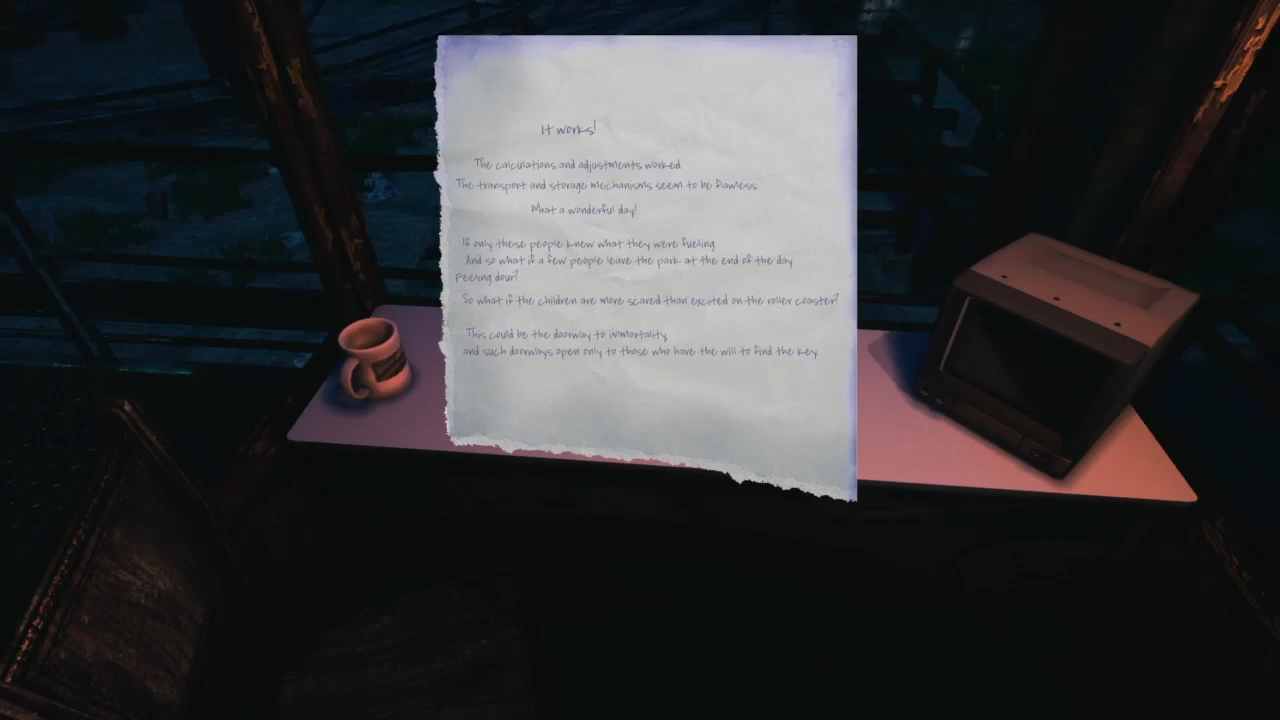 It works!
The calculations and adjustments worked.
The transport and storage mechanisms seem to be flawless.
What a wonderful day!
If only these people knew what they were fueling.
And so what if a few people leave the park at the end of the day
feeling dour?
So what if the children are more scared than excited on the roller coaster?
This could be the doorway to immortality,
and such doorways open only to those who have the will to find the key.